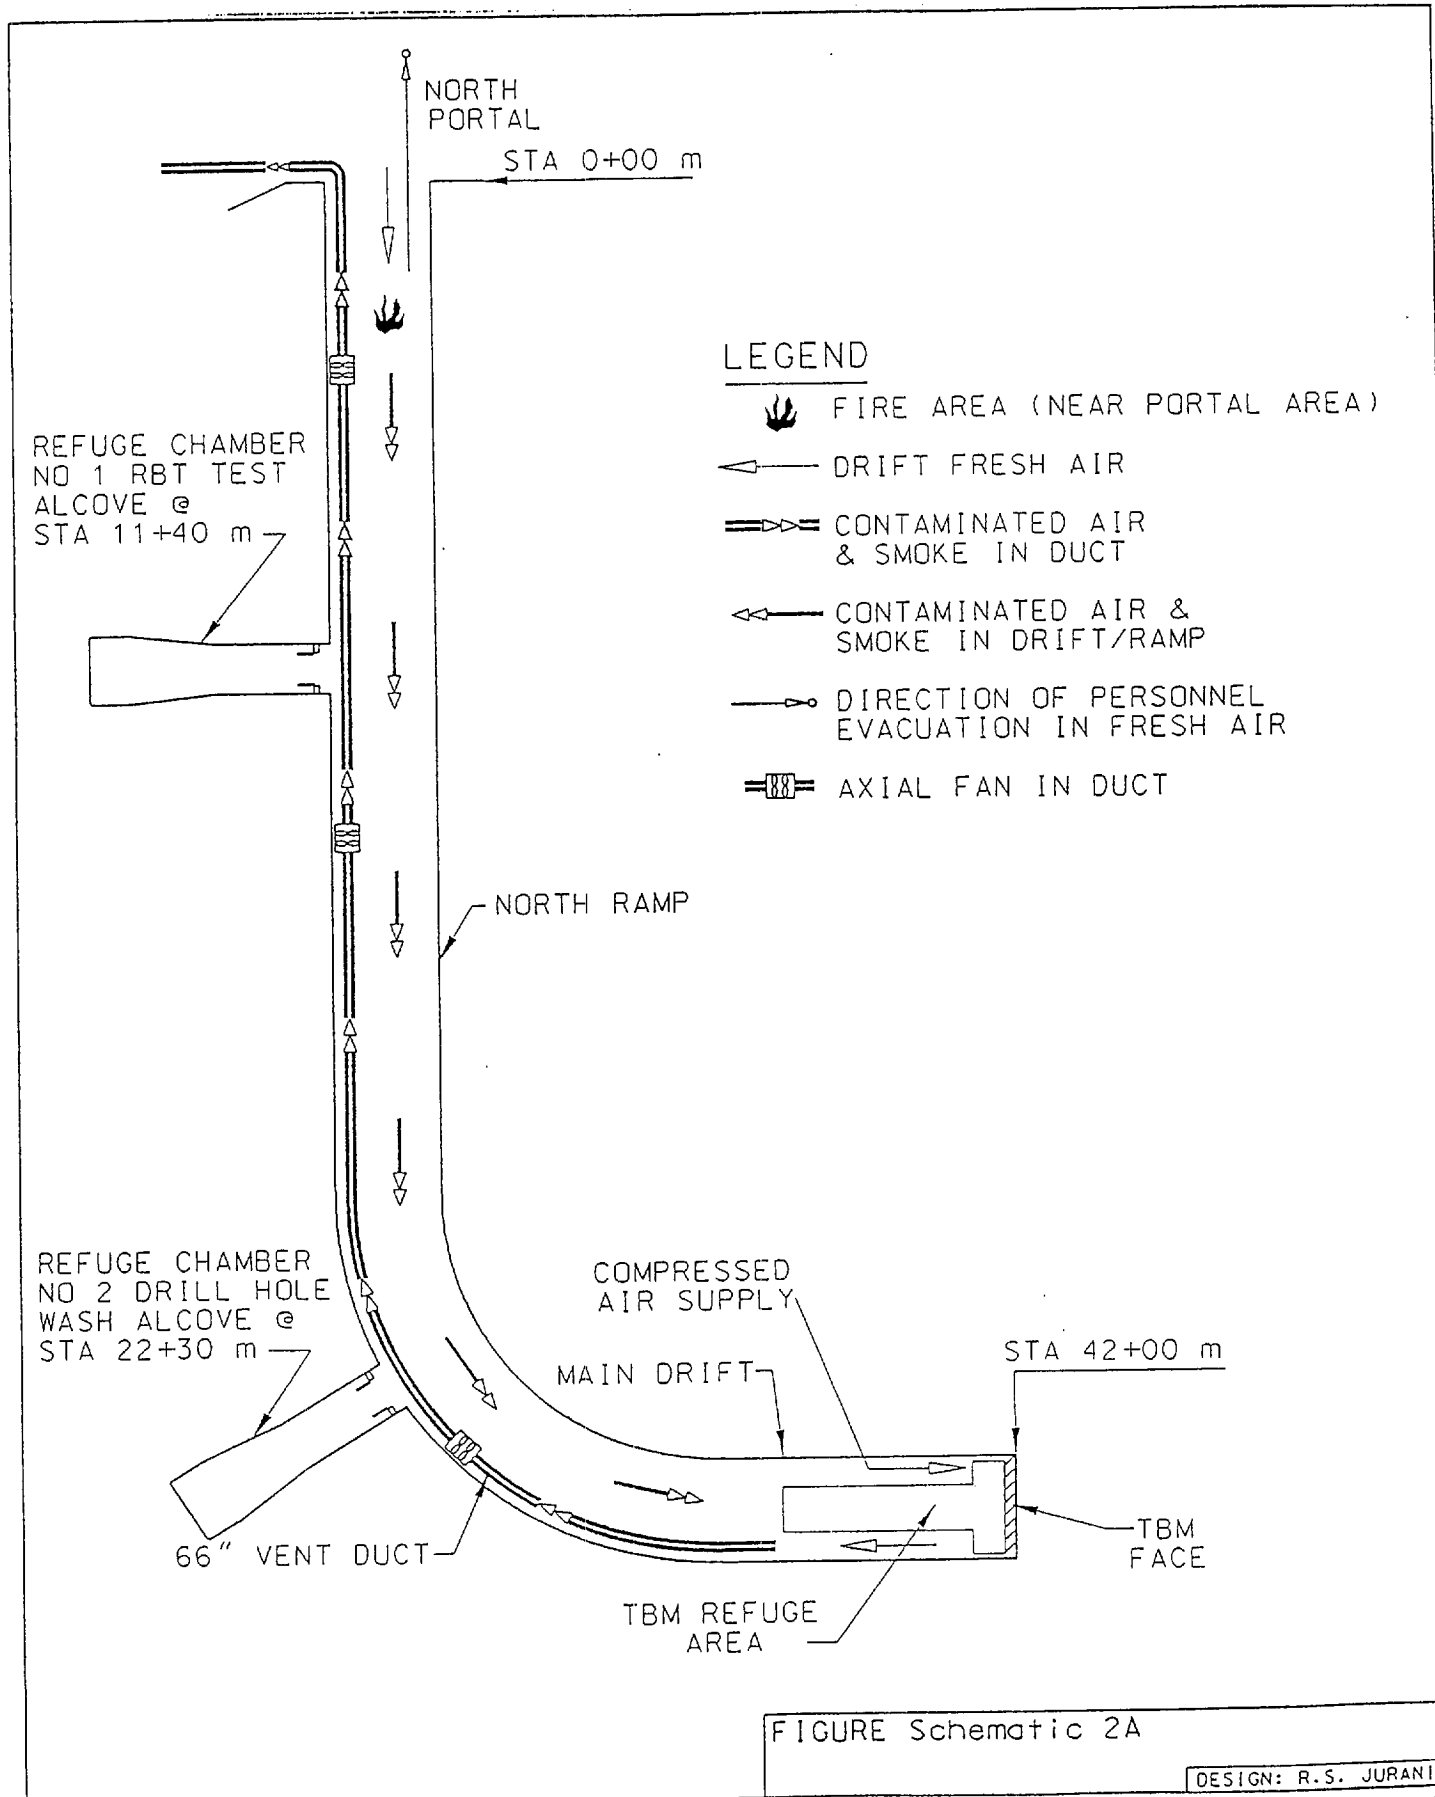 NORTH
PORTAL
STA 0+00 m
LEGEND
FIRE AREA (NEAR PORTAL AREA)
DRIFT FRESH AIR
CONTAMINATED AIR
& SMOKE IN DUCT
CONTAMINATED AIR &
SMOKE IN DRIFT/RAMP
DIRECTION OF PERSONNEL
EVACUATION IN FRESH AIR
AXIAL FAN IN DUCT
REFUGE CHAMBER
NO 1 RBT TEST
ALCOVE @
STA 11+40 m
NORTH RAMP
REFUGE CHAMBER
NO 2 DRILL HOLE
WASH ALCOVE @
STA 22+30 m
COMPRESSED
AIR SUPPLY
MAIN DRIFT
STA 42+00 m
66" VENT DUCT
TBM
FACE
TBM REFUGE
AREA
FIGURE Schematic 2A
DESIGN: R.S. JURANI